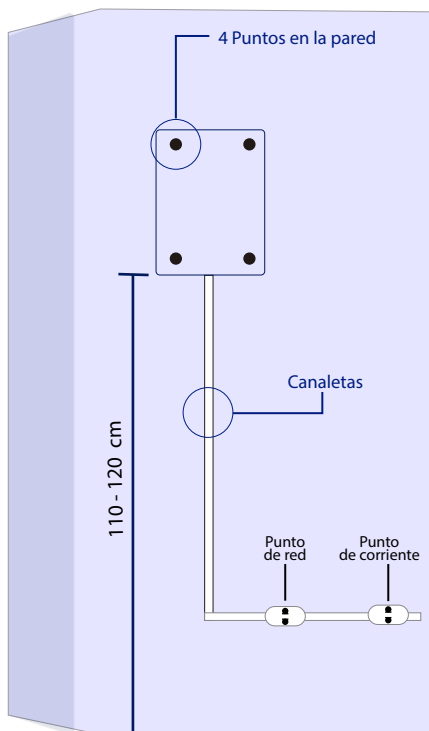 4 Puntos en la pared
Canaletas
110 - 120 cm
Punto
de red
Punto
de corriente